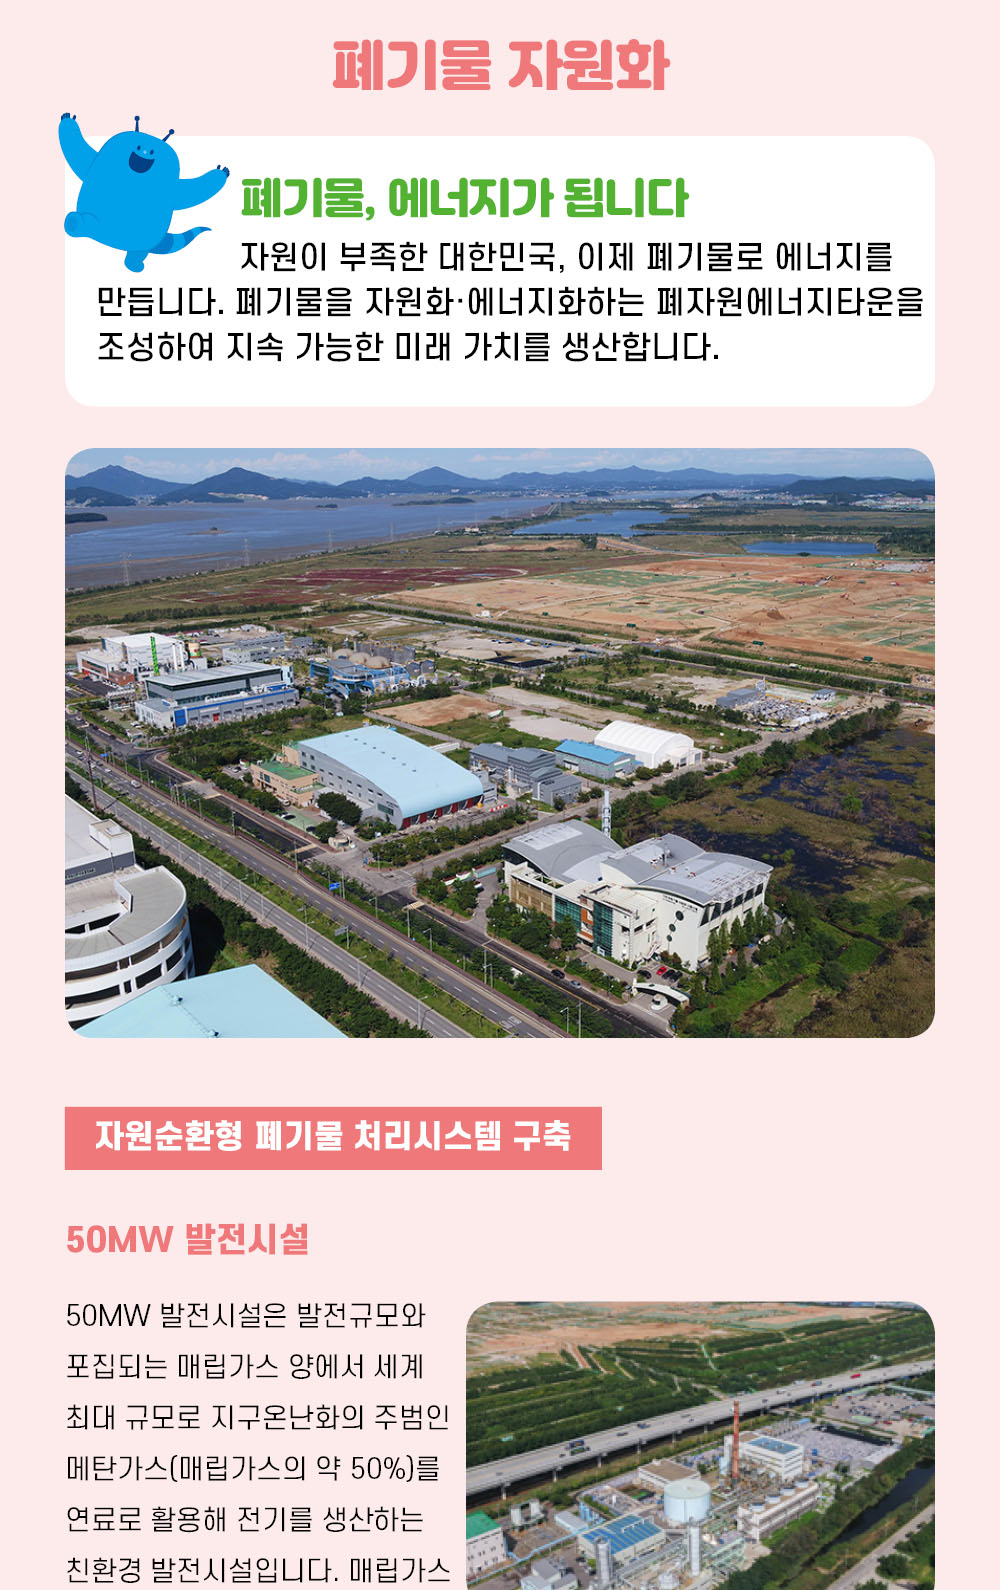 폐기물 자원화
폐기물, 에너지가 됩니다
자원이 부족한 대한민국, 이제 폐기물로 에너지를
만듭니다. 폐기물을 자원화·에너지화하는 폐자원에너지타운을
조성하여 지속 가능한 미래 가치를 생산합니다.
자원순환형 폐기물 처리시스템 구축
50MW 발전시설
50MW 발전시설은 발전규모와
포집되는 매립가스 양에서 세계
최대 규모로 지구온난화의 주범인
메탄가스(매립가스의 약 50%)를
연료로 활용해 전기를 생산하는
친환경 발전시설입니다. 매립가스